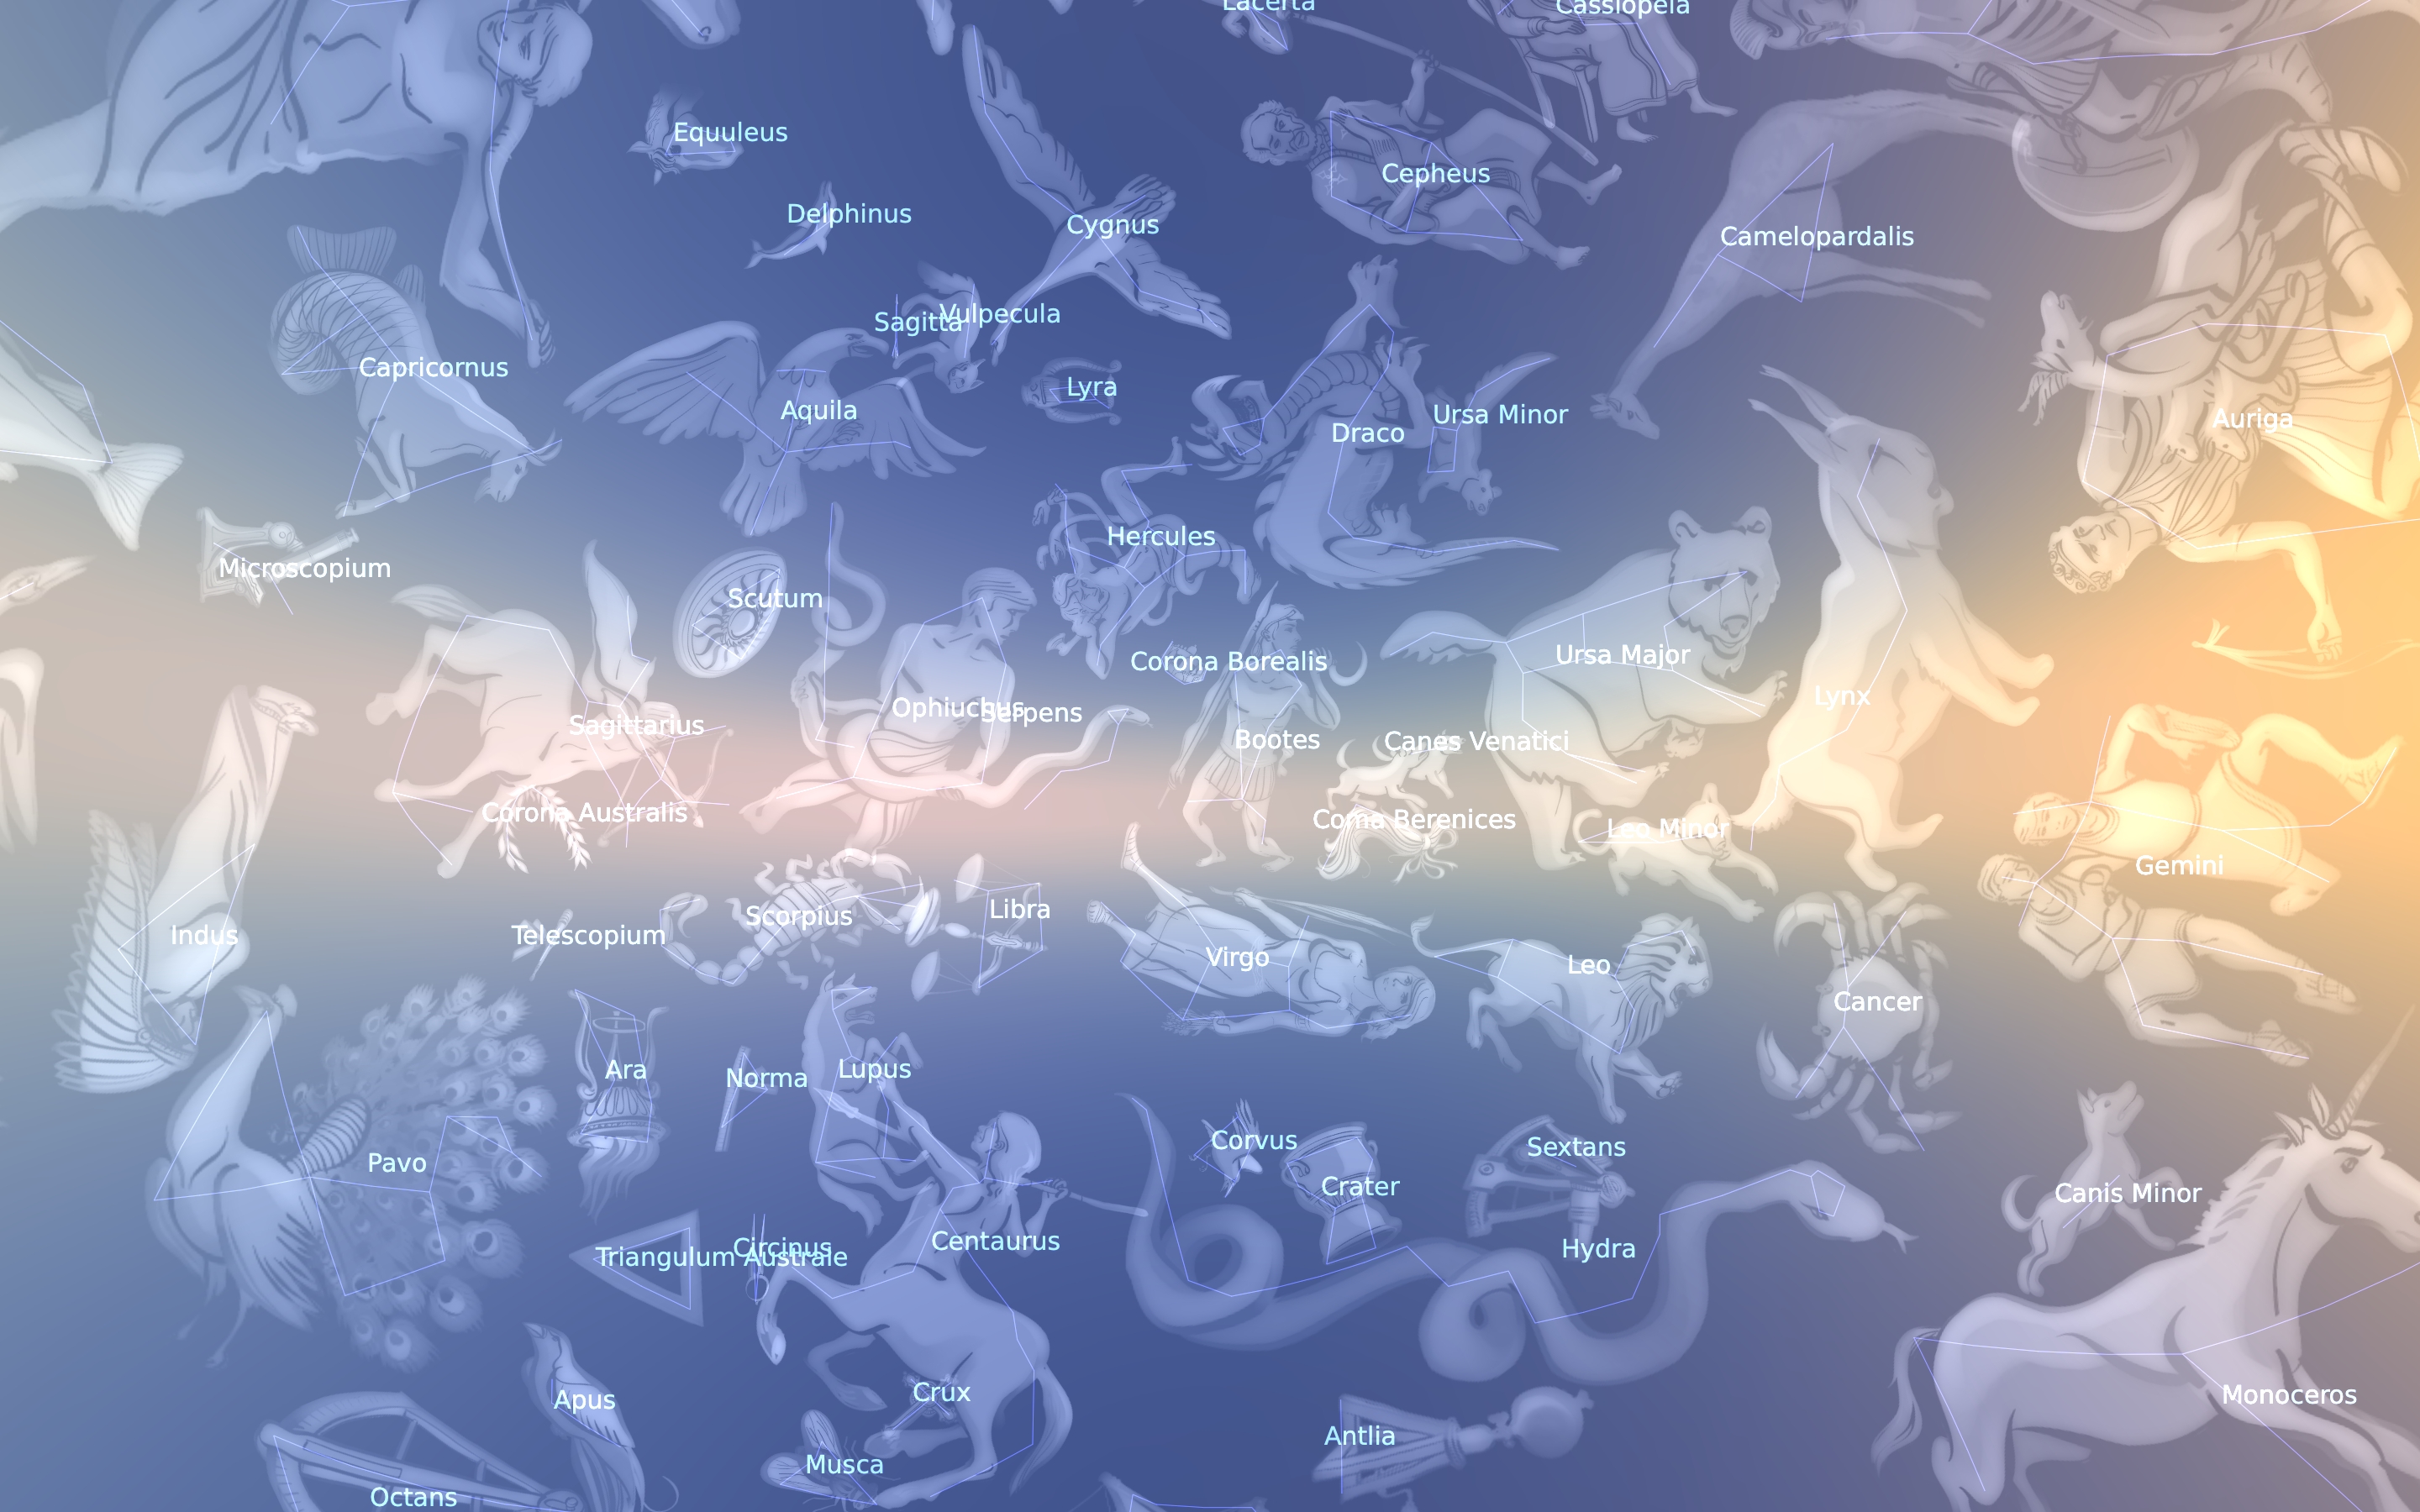 Lacerta
Cassiopeia
Equuleus
Cepheus
Delphinus
Cygnus
Camelopardalis
Sagitta
Vulpecula
Capricornus
Lyra
Aquila
Ursa Minor
Auriga
Draco
Hercules
Microscopium
Scutum
Corona Borealis
Ursa Major
Lynx
Ophiuchus
Serpens
Sagittarius
Bootes
Canes Venatici
Corona Australis
Coma Berenices
Leo Minor
Gemini
Libra
Scorpius
Indus
Telescopium
Virgo
Leo
Cancer
Ara
Lupus
Norma
Corvus
Sextans
Pavo
Crater
Canis Minor
Centaurus
Circinus
Hydra
Triangulum Australe
Crux
Monoceros
Apus
Antlia
Musca
Octans